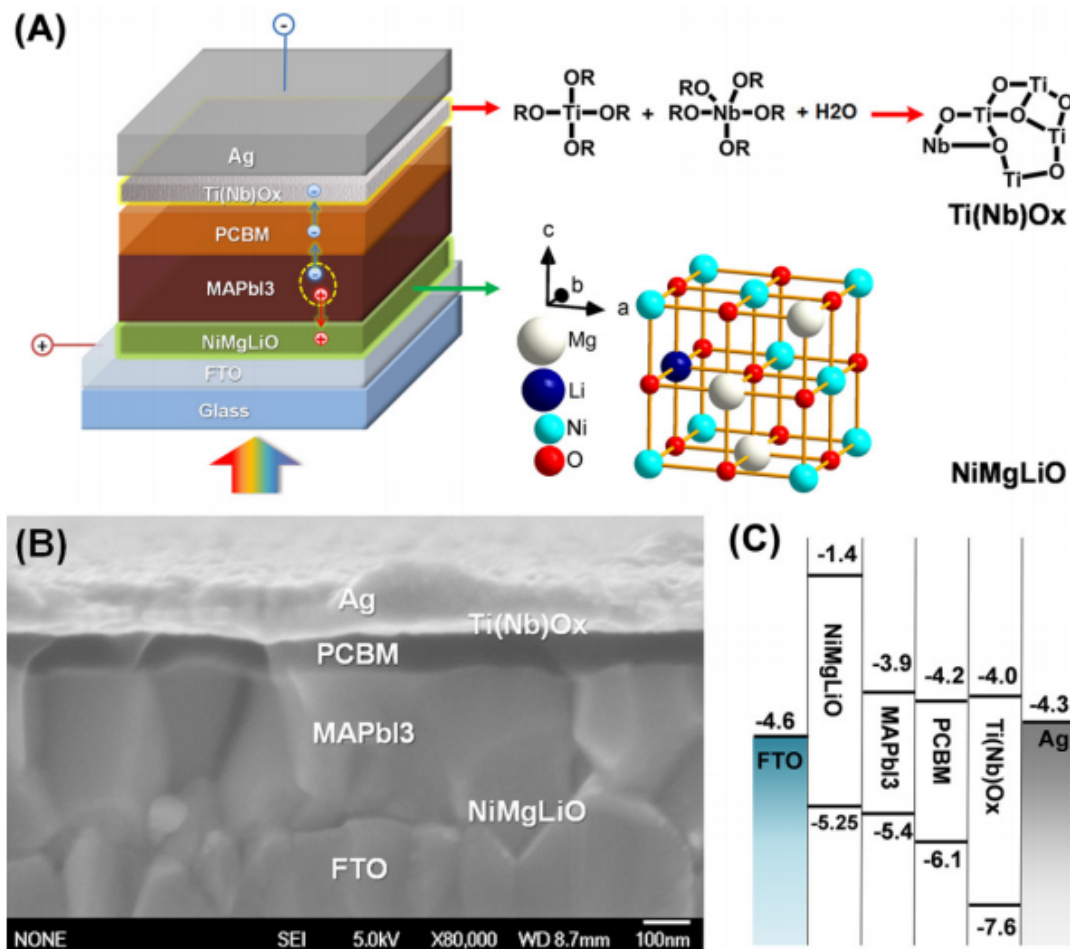 (A)
-
Ag
Ti(Nb)Ox
PCBM
MAPbI3
NiMgLiO
FTO
Glass
+
-
-
-
+
+
OR
RO-Ti-OR
OR
+
RO OR
RO-Nb-OR
OR
+ H2O
O Ti
O Ti O O
Nb O Ti
Ti O
Ti(Nb)Ox
c
b
a
Mg
Li
Ni
O
NiMgLiO
(B)
Ag
Ti(Nb)Ox
PCBM
MAPbI3
NiMgLiO
FTO
NONE SEI 5.0kV X80,000 WD 8.7mm 100nm
(C)
-1.4
NiMgLiO
-5.25
-4.6
FTO
-3.9
MAPbI3
-5.4
-4.2
PCBM
-6.1
-4.0
Ti(Nb)Ox
-7.6
-4.3
Ag